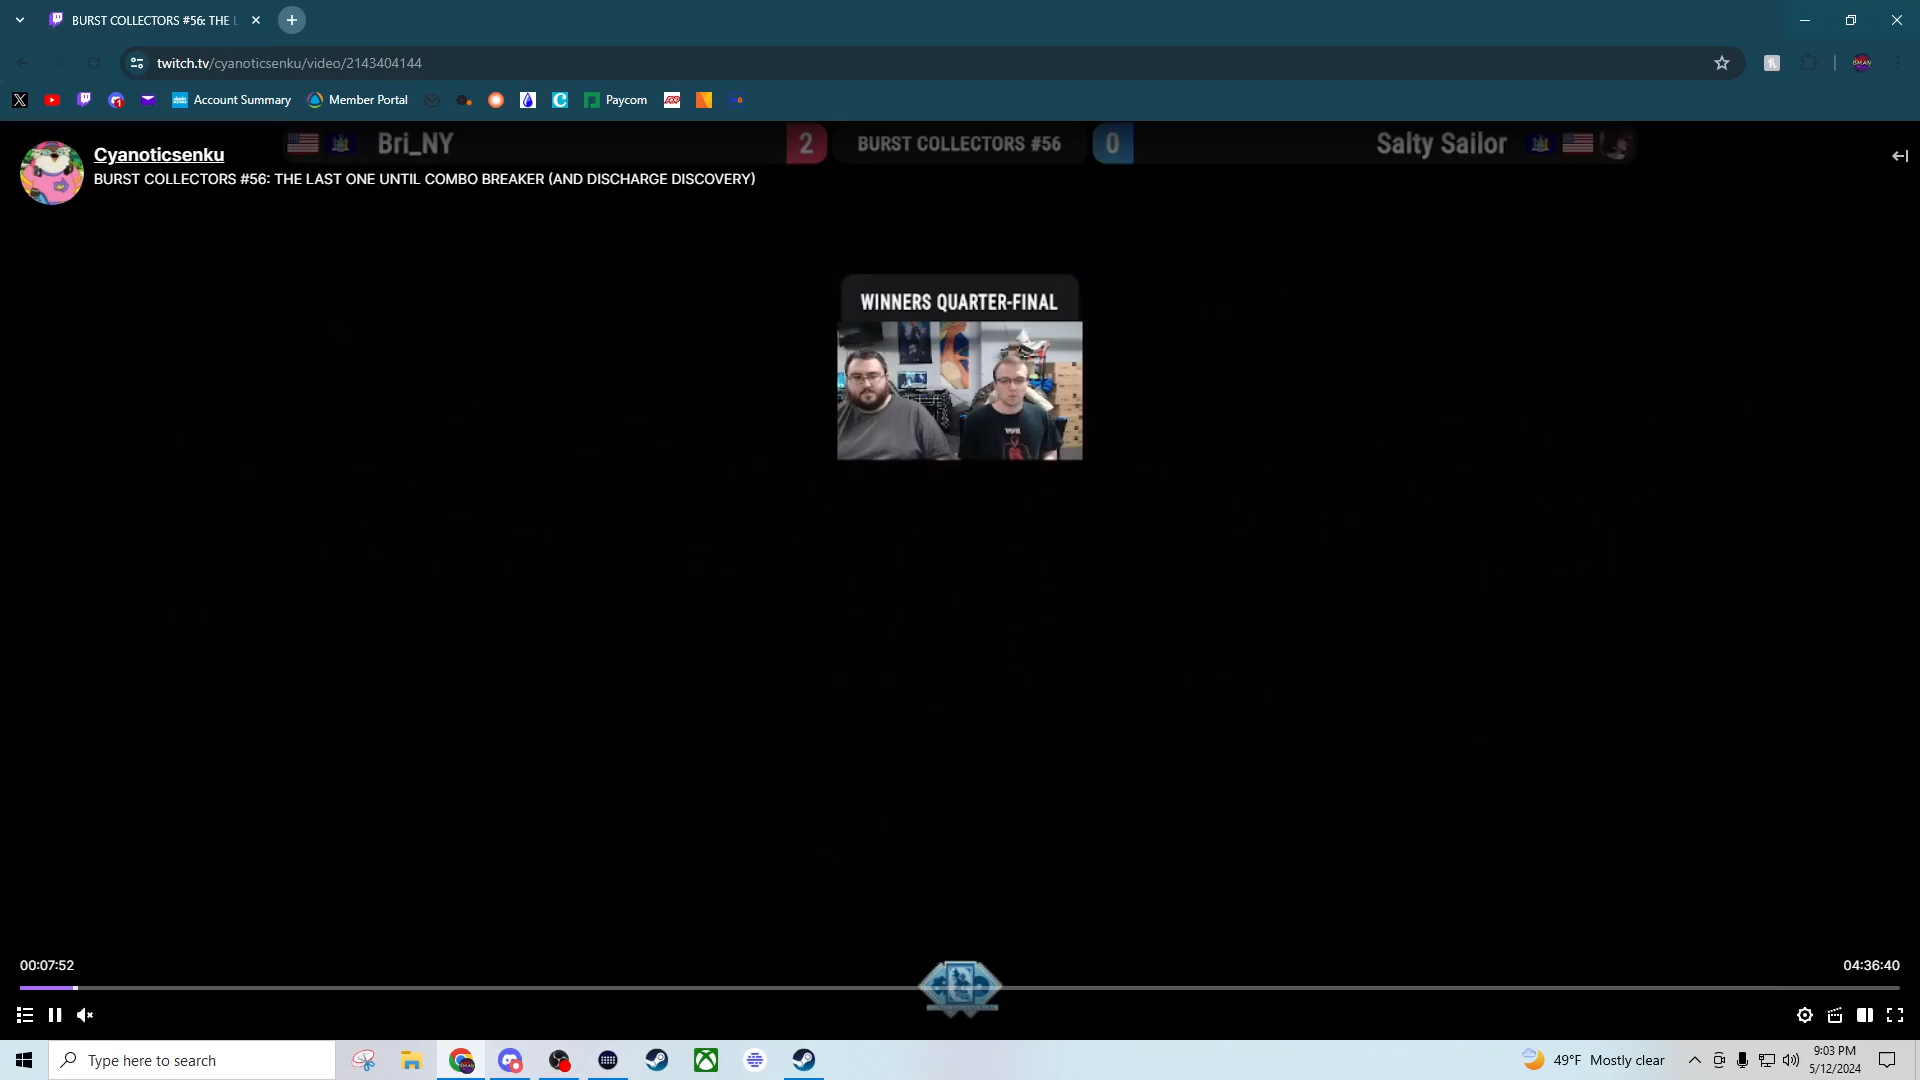 BURST COLLECTORS #56: THE L
twitch.tv/cyanoticsenku/video/2143404144
Account Summary
Member Portal
Paycom
Bri_NY
2
BURST COLLECTORS #56
0
Salty Sailor
Cyanoticsenku
BURST COLLECTORS #56: THE LAST ONE UNTIL COMBO BREAKER (AND DISCHARGE DISCOVERY)
WINNERS QUARTER-FINAL
00:07:52
04:36:40
Type here to search
49°F Mostly clear
9:03 PM
5/12/2024